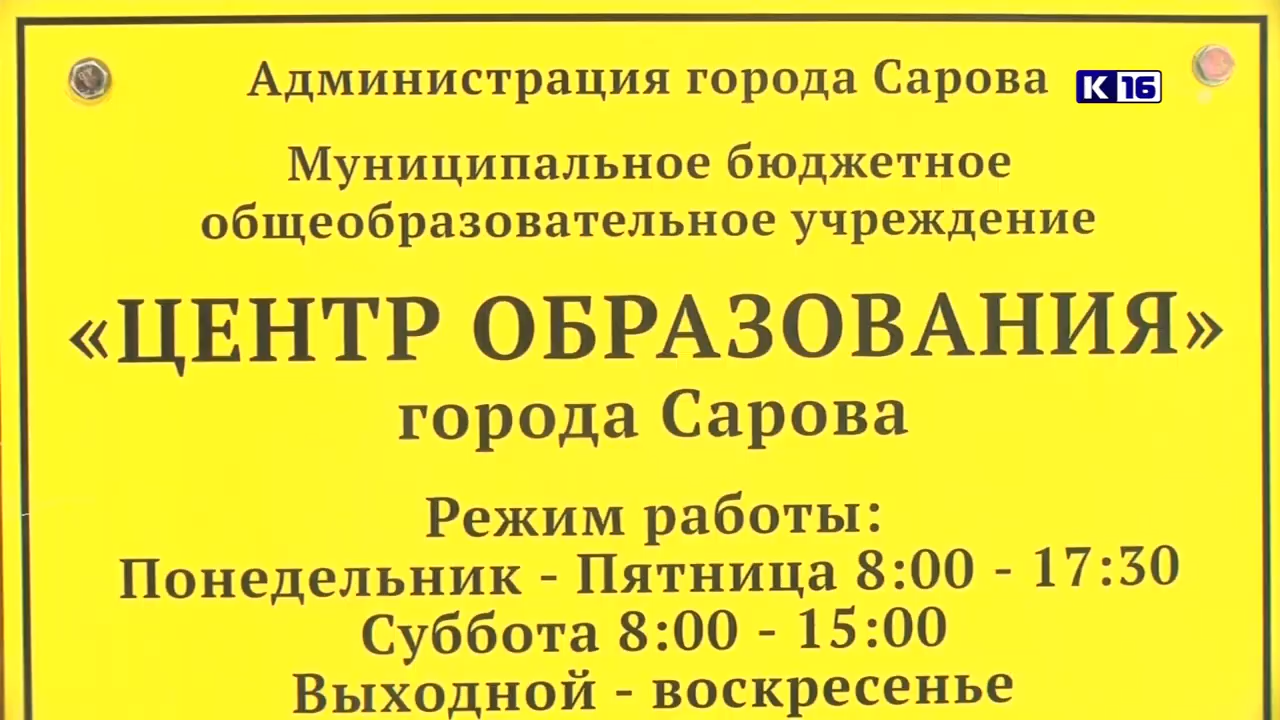 Администрация города Сарова
К 16
Муниципальное бюджетное
общеобразовательное учреждение
«ЦЕНТР ОБРАЗОВАНИЯ»
города Сарова
Режим работы:
Понедельник - Пятница 8:00 - 17:30
Суббота 8:00 - 15:00
Выходной - воскресенье